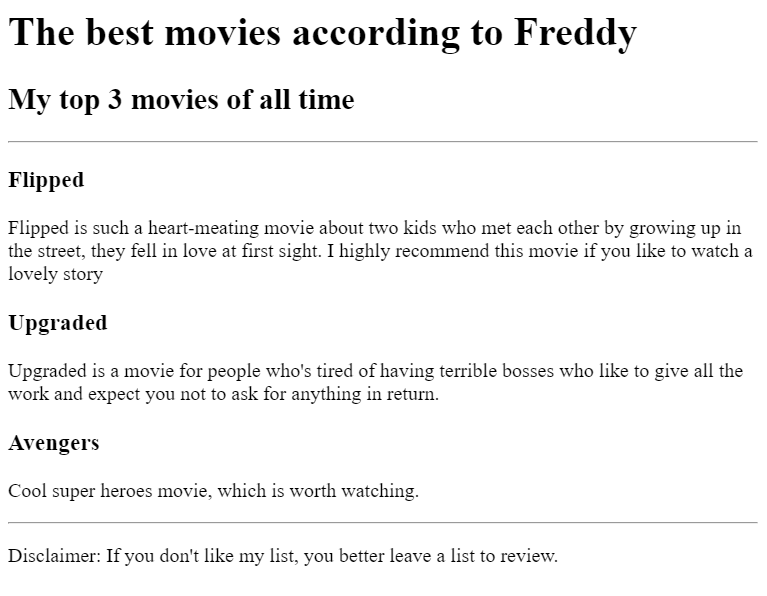 The best movies according to Freddy
My top 3 movies of all time
Flipped
Flipped is such a heart-meating movie about two kids who met each other by growing up in
the street, they fell in love at first sight. I highly recommend this movie if you like to watch a
lovely story
Upgraded
Upgraded is a movie for people who's tired of having terrible bosses who like to give all the
work and expect you not to ask for anything in return.
Avengers
Cool super heroes movie, which is worth watching.
Disclaimer: If you don't like my list, you better leave a list to review.